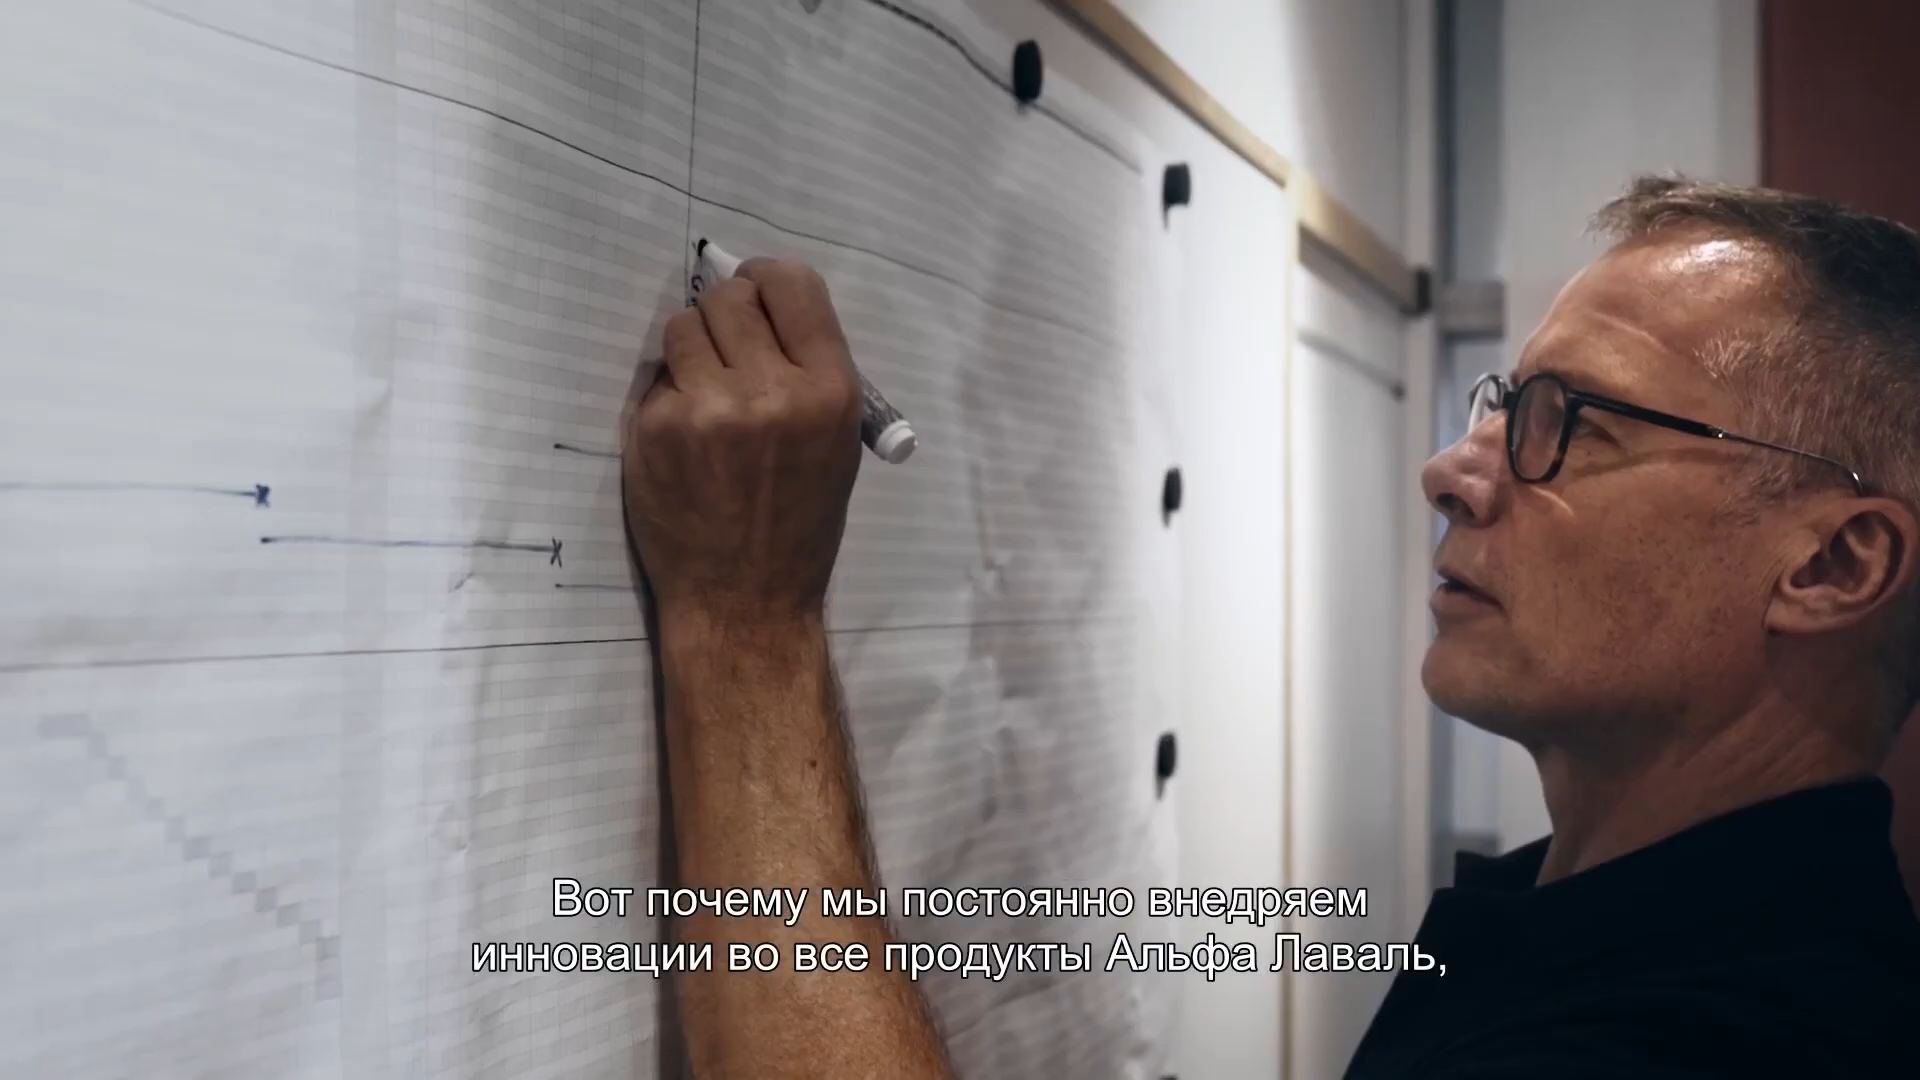 Вот почему мы постоянно внедряем
инновации во все продукты Альфа Лаваль,